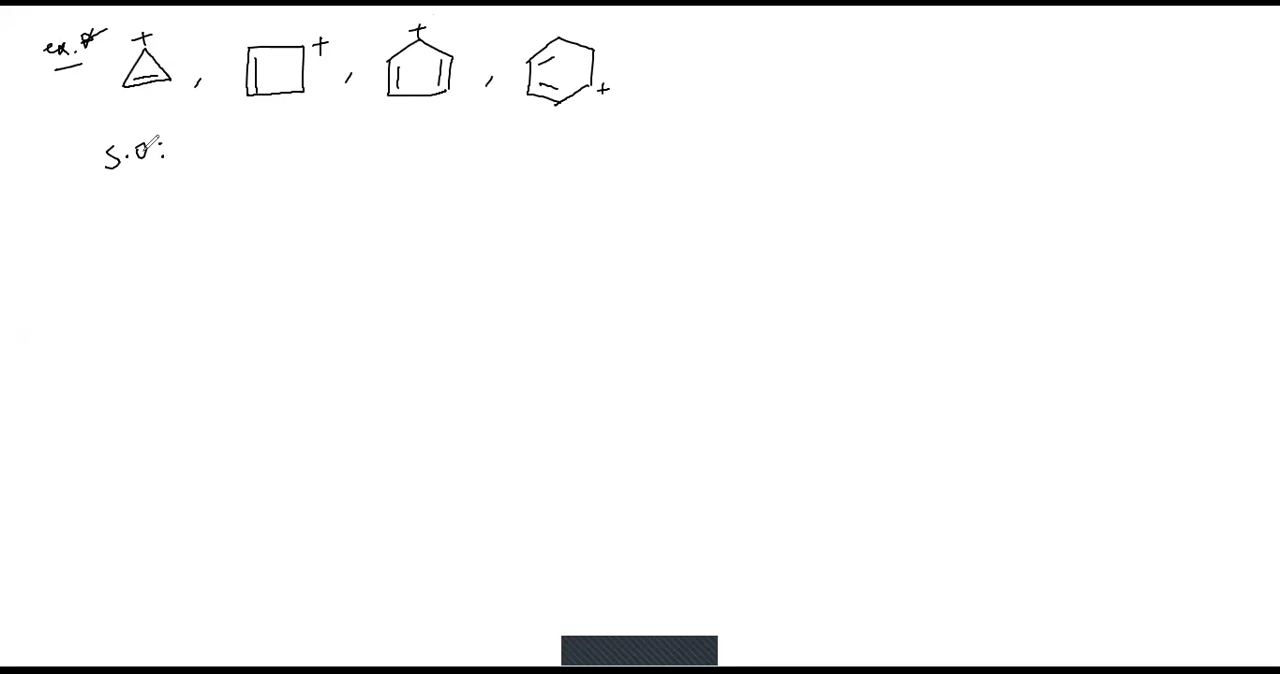 ex. + , + , + , +
S.O: